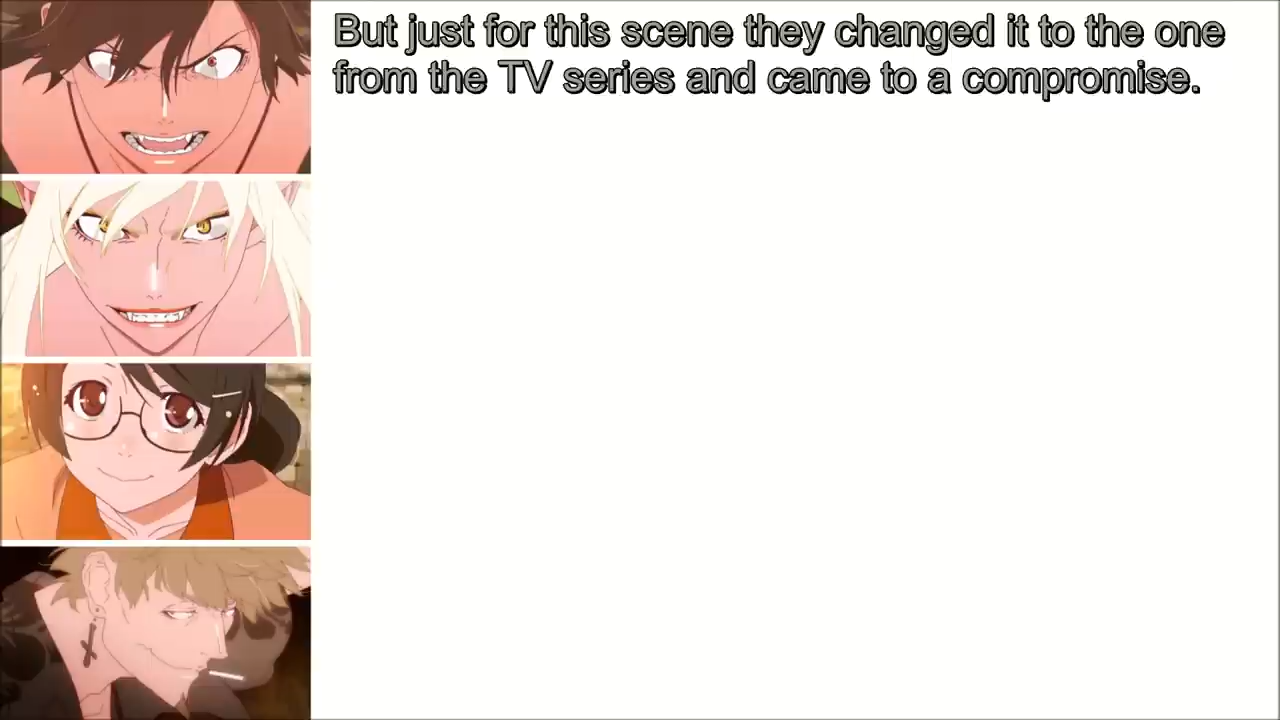 But just for this scene they changed it to the one
from the TV series and came to a compromise.